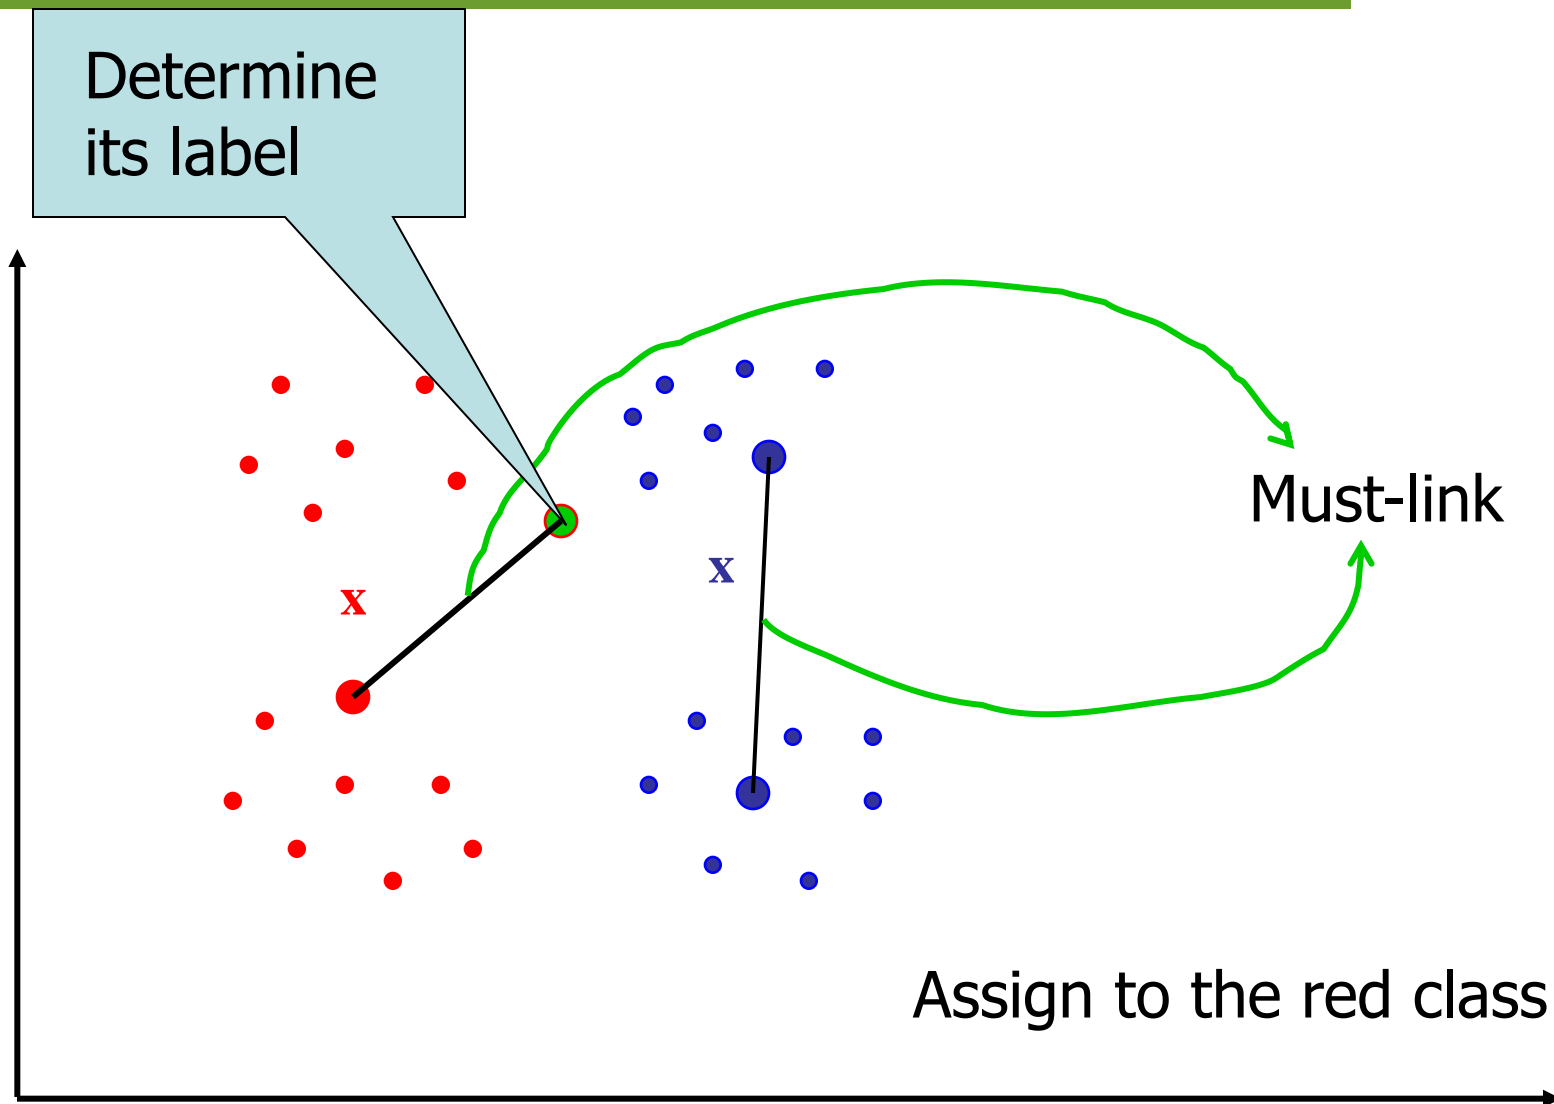 Determine
its label
Must-link
x
x
Assign to the red class